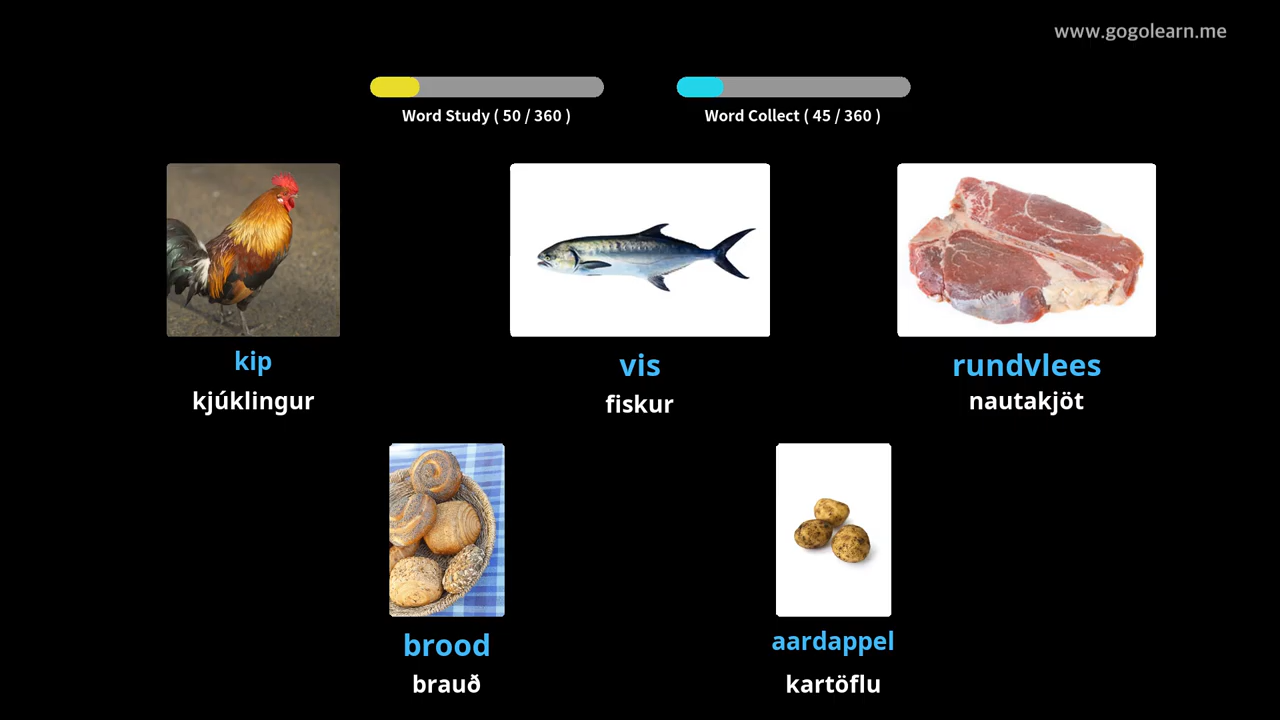 www.gogolearn.me
Word Study ( 50 / 360 )
Word Collect ( 45 / 360 )
kip
kjúklingur
vis
fiskur
rundvlees
nautakjöt
brood
brauð
aardappel
kartöflu